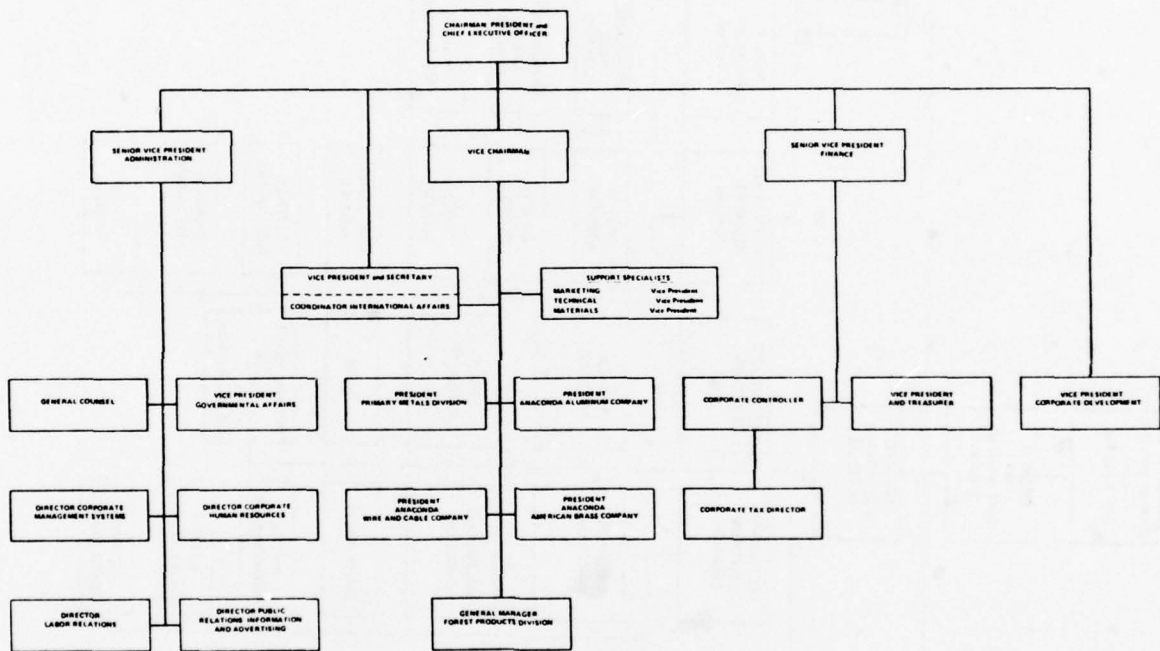 CHAIRMAN PRESIDENT and
CHIEF EXECUTIVE OFFICER
SENIOR VICE PRESIDENT
ADMINISTRATION
VICE CHAIRMAN
SENIOR VICE PRESIDENT
FINANCE
VICE PRESIDENT and SECRETARY
COORDINATOR INTERNATIONAL AFFAIRS
SUPPORT SPECIALISTS
MARKETING Vice President
TECHNICAL Vice President
MATERIALS Vice President
GENERAL COUNSEL
VICE PRESIDENT
GOVERNMENTAL AFFAIRS
PRESIDENT
PRIMARY METALS DIVISION
PRESIDENT
ANACONDA ALUMINUM COMPANY
CORPORATE CONTROLLER
VICE PRESIDENT
AND TREASURER
VICE PRESIDENT
CORPORATE DEVELOPMENT
DIRECTOR CORPORATE
MANAGEMENT SYSTEMS
DIRECTOR CORPORATE
HUMAN RESOURCES
PRESIDENT
ANACONDA
WIRE AND CABLE COMPANY
PRESIDENT
ANACONDA
AMERICAN BRASS COMPANY
CORPORATE TAX DIRECTOR
DIRECTOR
LABOR RELATIONS
DIRECTOR PUBLIC
RELATIONS INFORMATION
AND ADVERTISING
GENERAL MANAGER
FOREST PRODUCTS DIVISION